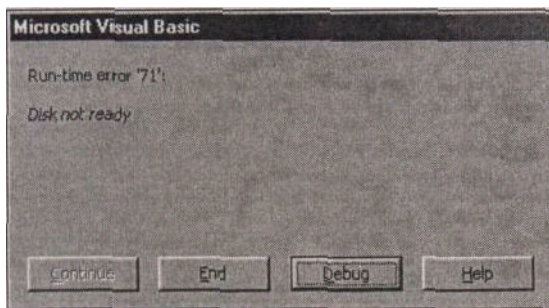 Microsoft Visual Basic
Run-time error '71':
Disk not ready
Continue
End
Debug
Help